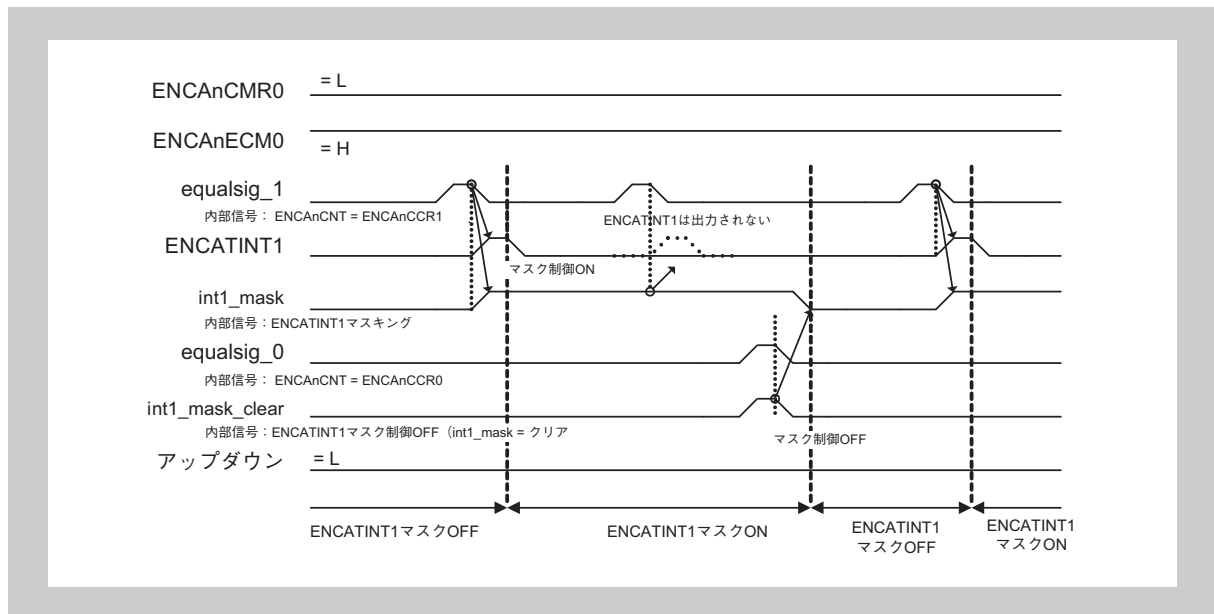 ENCAnCMR0
= L
ENCAnECM0
= H
equalsig_1
内部信号： ENCAnCNT = ENCAnCCR1
ENCATINT1は出力されない
ENCATINT1
マスク制御ON
int1_mask
内部信号：ENCATINT1マスキング
equalsig_0
内部信号： ENCAnCNT = ENCAnCCR0
int1_mask_clear
内部信号：ENCATINT1マスク制御OFF（int1_mask = クリア
マスク制御OFF
アップダウン
= L
ENCATINT1マスクOFF
ENCATINT1マスクON
ENCATINT1
マスクOFF
ENCATINT1
マスクON